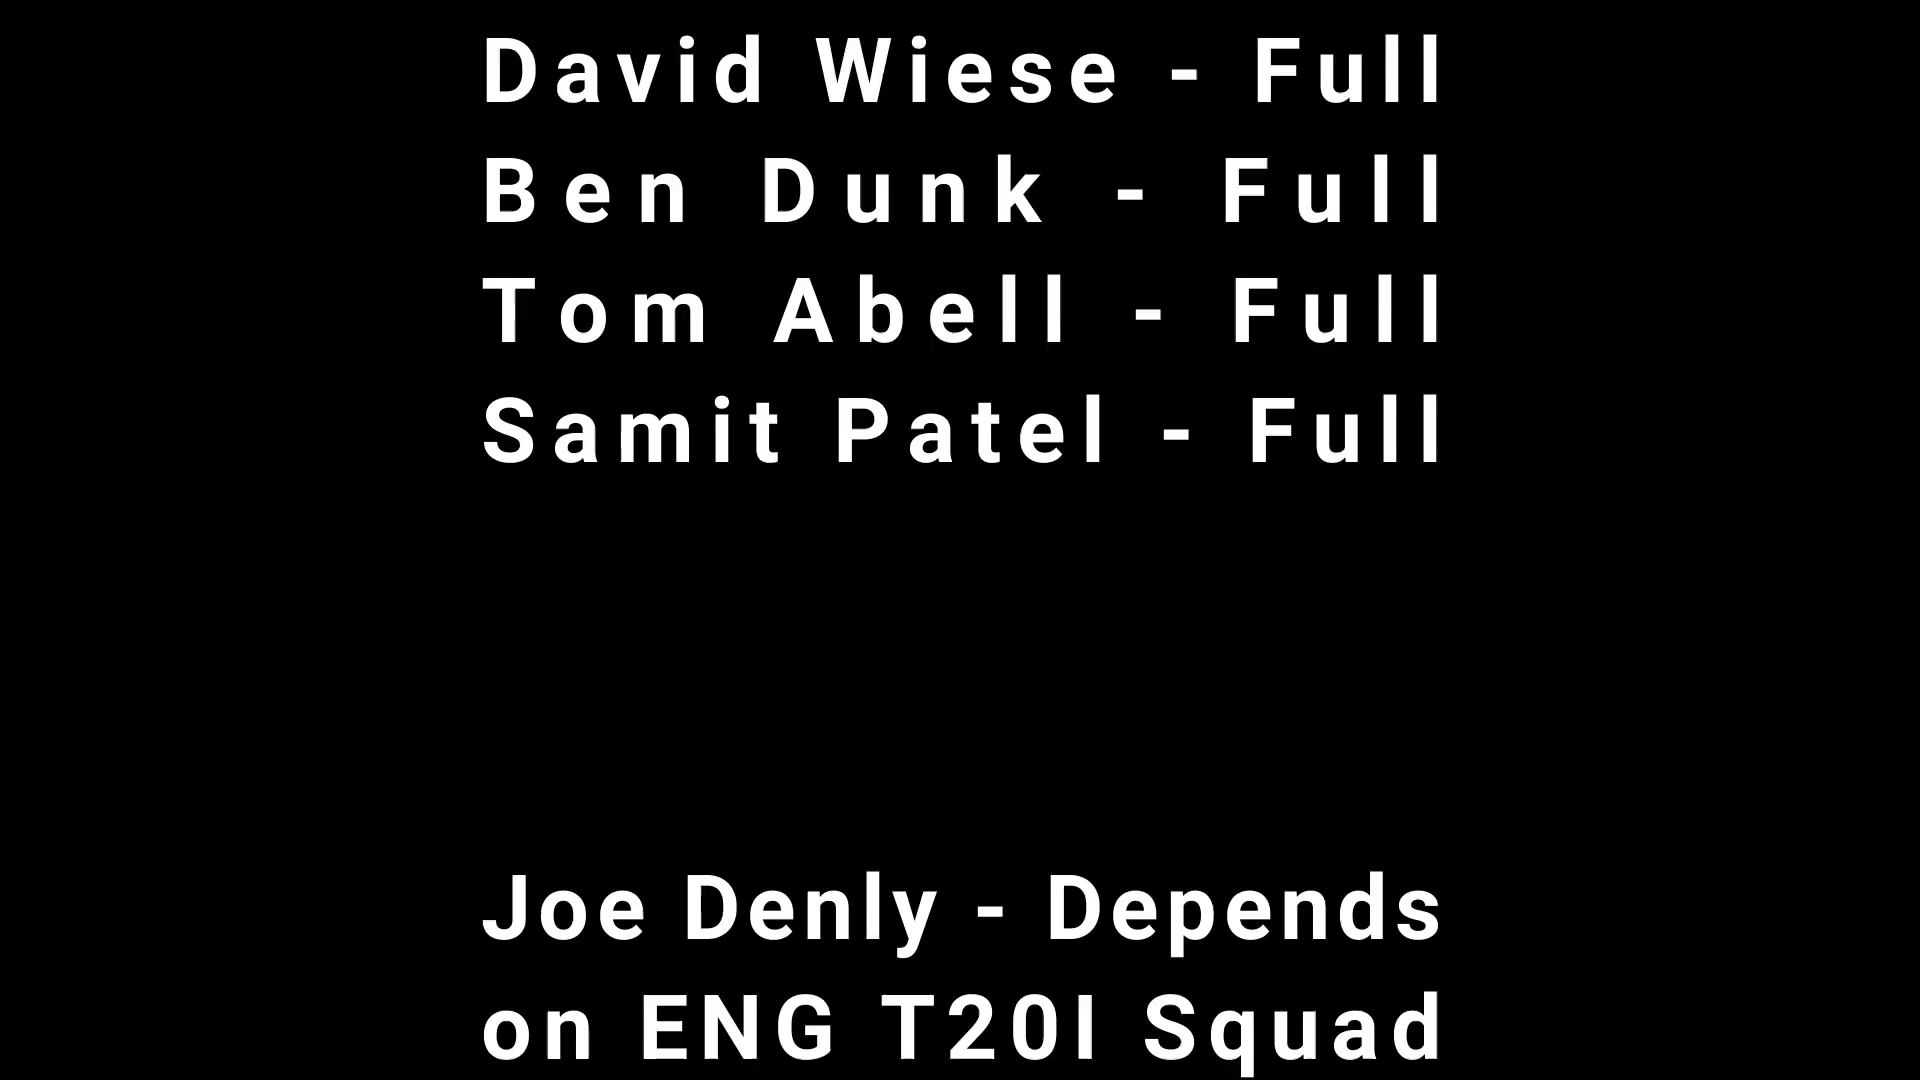 David Wiese - Full
Ben Dunk - Full
Tom Abell - Full
Samit Patel - Full
Joe Denly - Depends
on ENG T20I Squad